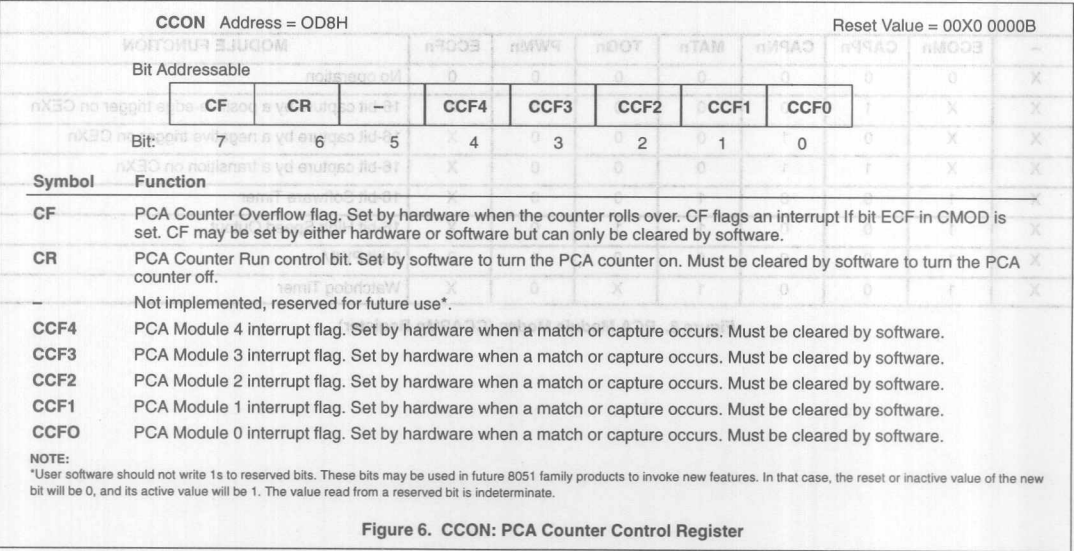 CCON Address = OD8H Reset Value = 00X0 0000B
Bit Addressable
CF CR – CCF4 CCF3 CCF2 CCF1 CCF0
Bit: 7 6 5 4 3 2 1 0
Symbol Function
CF PCA Counter Overflow flag. Set by hardware when the counter rolls over. CF flags an interrupt If bit ECF in CMOD is
set. CF may be set by either hardware or software but can only be cleared by software.
CR PCA Counter Run control bit. Set by software to turn the PCA counter on. Must be cleared by software to turn the PCA
counter off.
– Not implemented, reserved for future use*.
CCF4 PCA Module 4 interrupt flag. Set by hardware when a match or capture occurs. Must be cleared by software.
CCF3 PCA Module 3 interrupt flag. Set by hardware when a match or capture occurs. Must be cleared by software.
CCF2 PCA Module 2 interrupt flag. Set by hardware when a match or capture occurs. Must be cleared by software.
CCF1 PCA Module 1 interrupt flag. Set by hardware when a match or capture occurs. Must be cleared by software.
CCFO PCA Module 0 interrupt flag. Set by hardware when a match or capture occurs. Must be cleared by software.
NOTE:
*User software should not write 1s to reserved bits. These bits may be used in future 8051 family products to invoke new features. In that case, the reset or inactive value of the new
bit will be 0, and its active value will be 1. The value read from a reserved bit is indeterminate.
Figure 6. CCON: PCA Counter Control Register